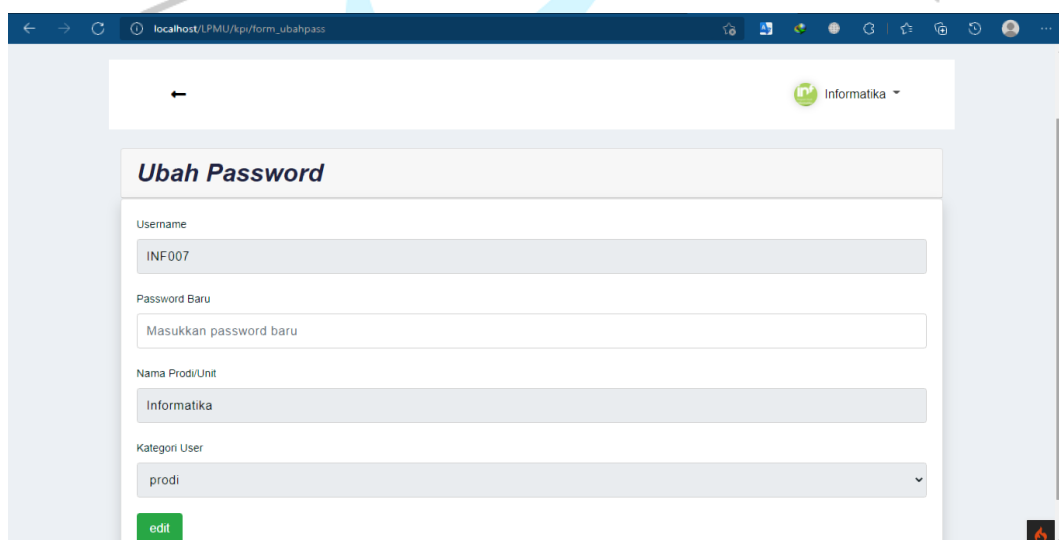 localhost/LPMU/kpi/form_ubahpass
Informatika
Ubah Password
Username
INF007
Password Baru
Masukkan password baru
Nama Prodi/Unit
Informatika
Kategori User
prodi
edit